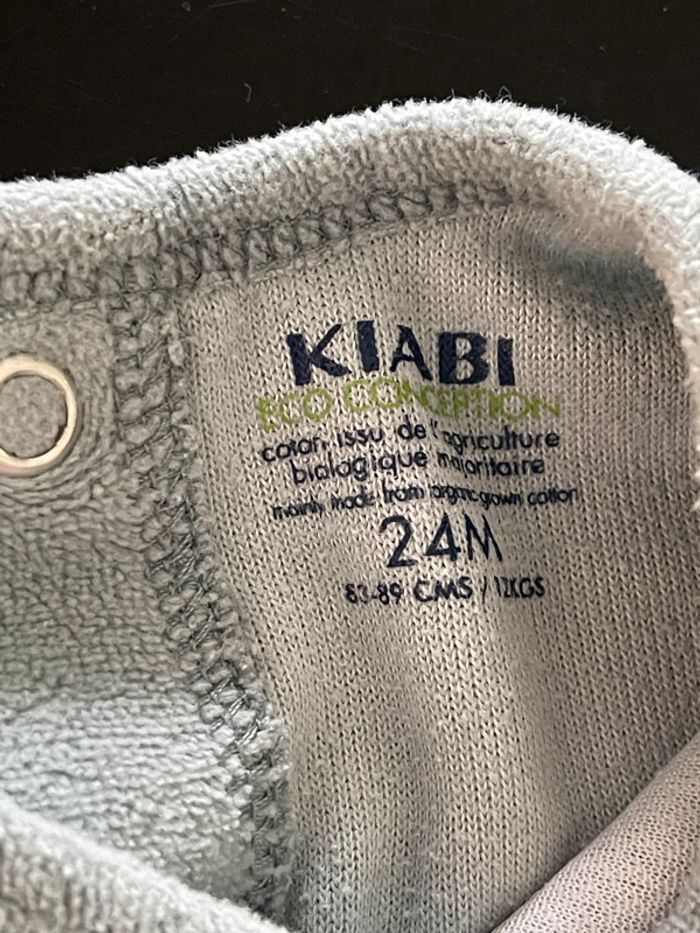 KIABI
ECO CONCEPTION
coton issu de l'agriculture
biologique majoritaire
mainly made from organic grown cotton
24M
83-89 CMS / 12KGS